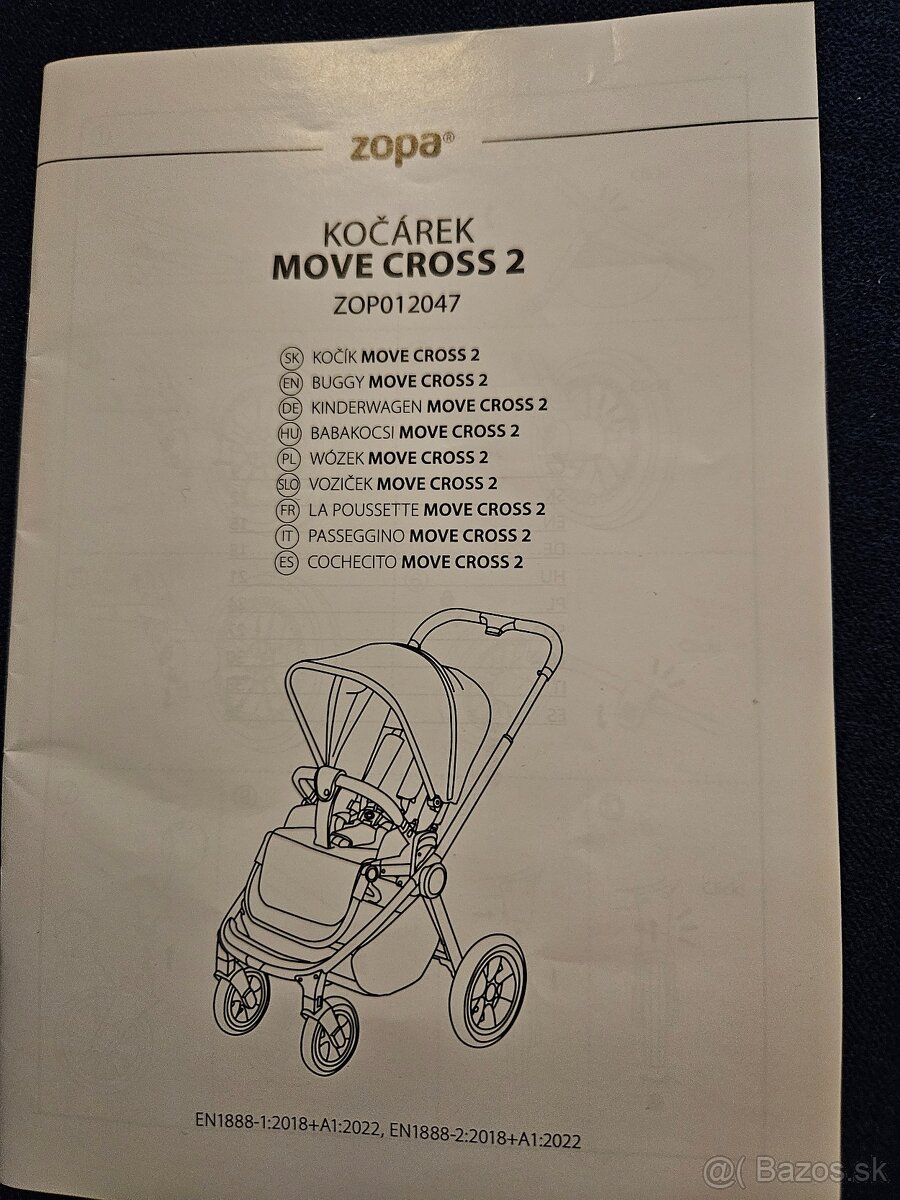 zopa®
KOČÁREK
MOVE CROSS 2
ZOP012047
SK KOČÍK MOVE CROSS 2
EN BUGGY MOVE CROSS 2
DE KINDERWAGEN MOVE CROSS 2
HU BABAKOCSI MOVE CROSS 2
PL WÓZEK MOVE CROSS 2
SLO VOZIČEK MOVE CROSS 2
FR LA POUSSETTE MOVE CROSS 2
IT PASSEGGINO MOVE CROSS 2
ES COCHECITO MOVE CROSS 2
EN1888-1:2018+A1:2022, EN1888-2:2018+A1:2022
@( Bazos.sk